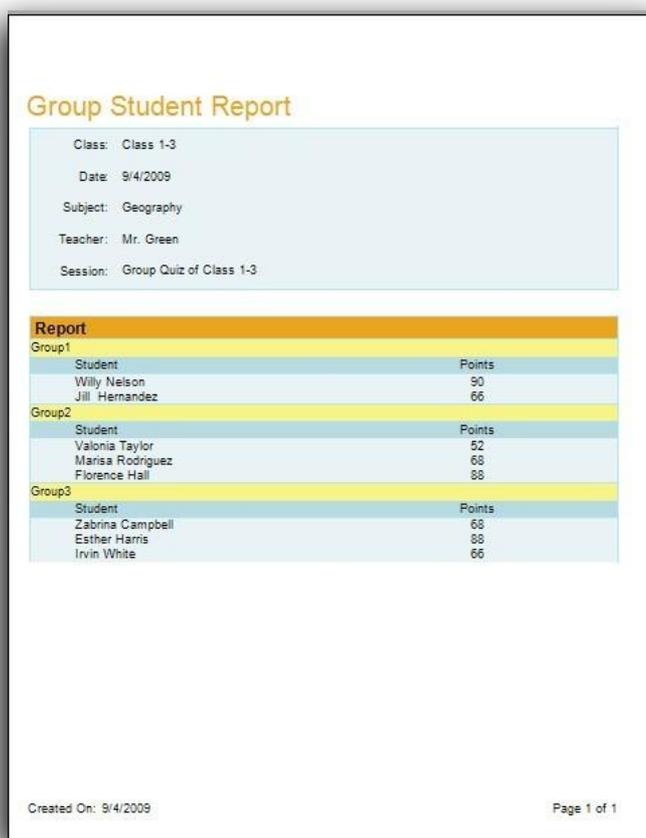 Group Student Report
Class: Class 1-3
Date: 9/4/2009
Subject: Geography
Teacher: Mr. Green
Session: Group Quiz of Class 1-3
Report
Group1
Student Points
Willy Nelson 90
Jill Hernandez 66
Group2
Student Points
Valonia Taylor 52
Marisa Rodriguez 68
Florence Hall 88
Group3
Student Points
Zabrina Campbell 68
Esther Harris 88
Irvin White 66
Created On: 9/4/2009 Page 1 of 1